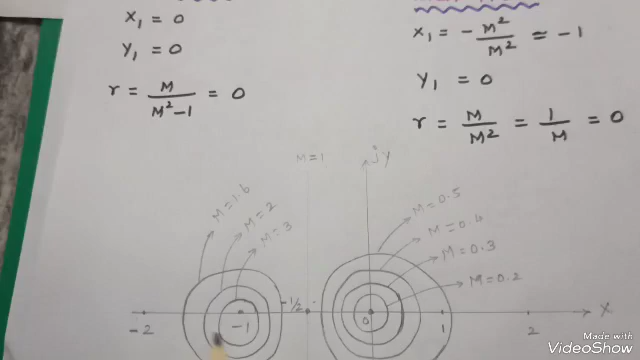 x₁ = 0
y₁ = 0
r = M / M²-1 = 0
x₁ = - M² / M² ≈ -1
y₁ = 0
r = M / M² = 1 / M = 0
M=1
jy
M=1.6
M=2
M=3
M=0.5
M=0.4
M=0.3
M=0.2
-2
-1
-1/2
0
1
2
x
Made with
VideoShow